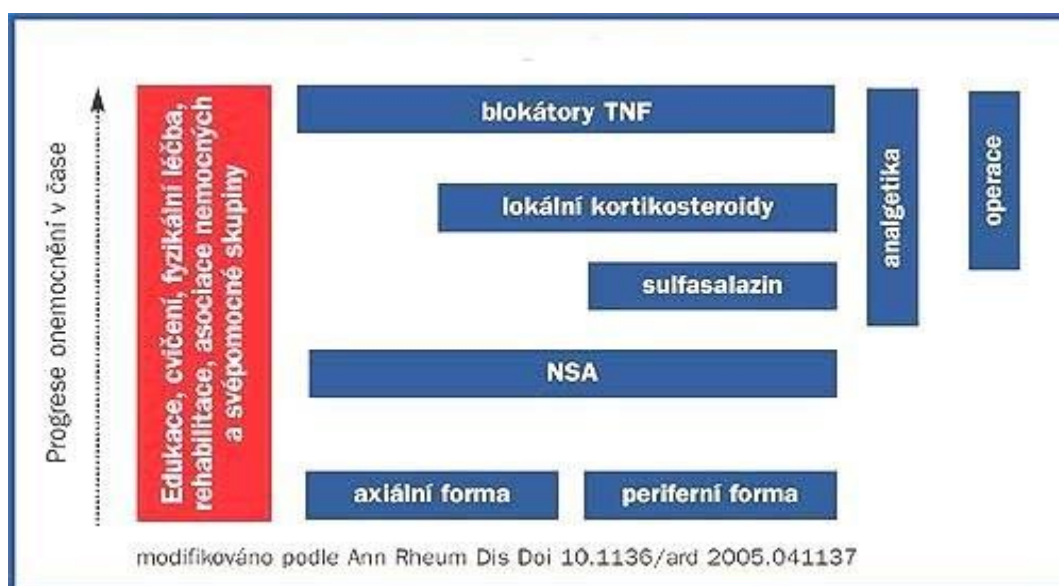 Progrese onemocnění v čase
Edukace, cvičení, fyzikální léčba,
rehabilitace, asociace nemocných
a svépomocné skupiny
blokátory TNF
lokální kortikosteroidy
sulfasalazin
NSA
axiální forma
periferní forma
analgetika
operace
modifikováno podle Ann Rheum Dis Doi 10.1136/ard 2005.041137